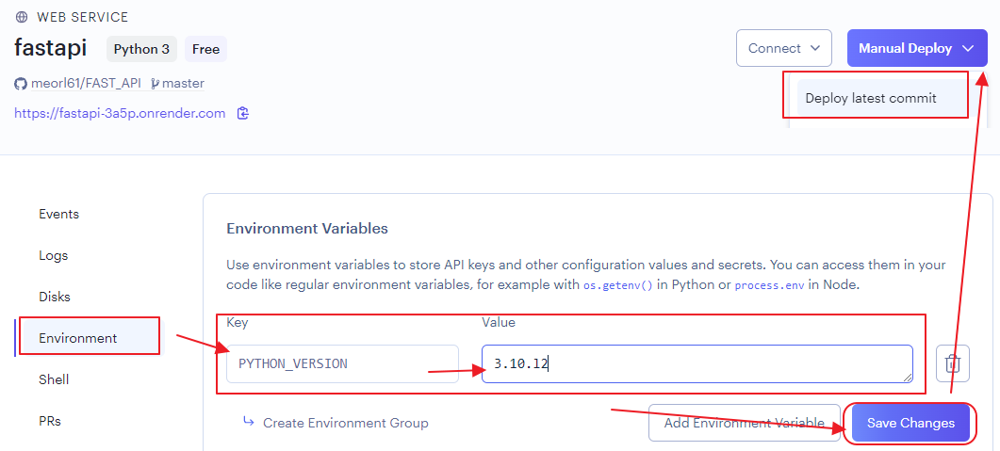 WEB SERVICE
fastapi Python 3 Free
Connect
Manual Deploy
meorl61/FAST_API master
Deploy latest commit
https://fastapi-3a5p.onrender.com
Events
Logs
Disks
Environment
Shell
PRs
Environment Variables
Use environment variables to store API keys and other configuration values and secrets. You can access them in your
code like regular environment variables, for example with os.getenv() in Python or process.env in Node.
Key Value
PYTHON_VERSION 3.10.12
Create Environment Group
Add Environment Variable
Save Changes